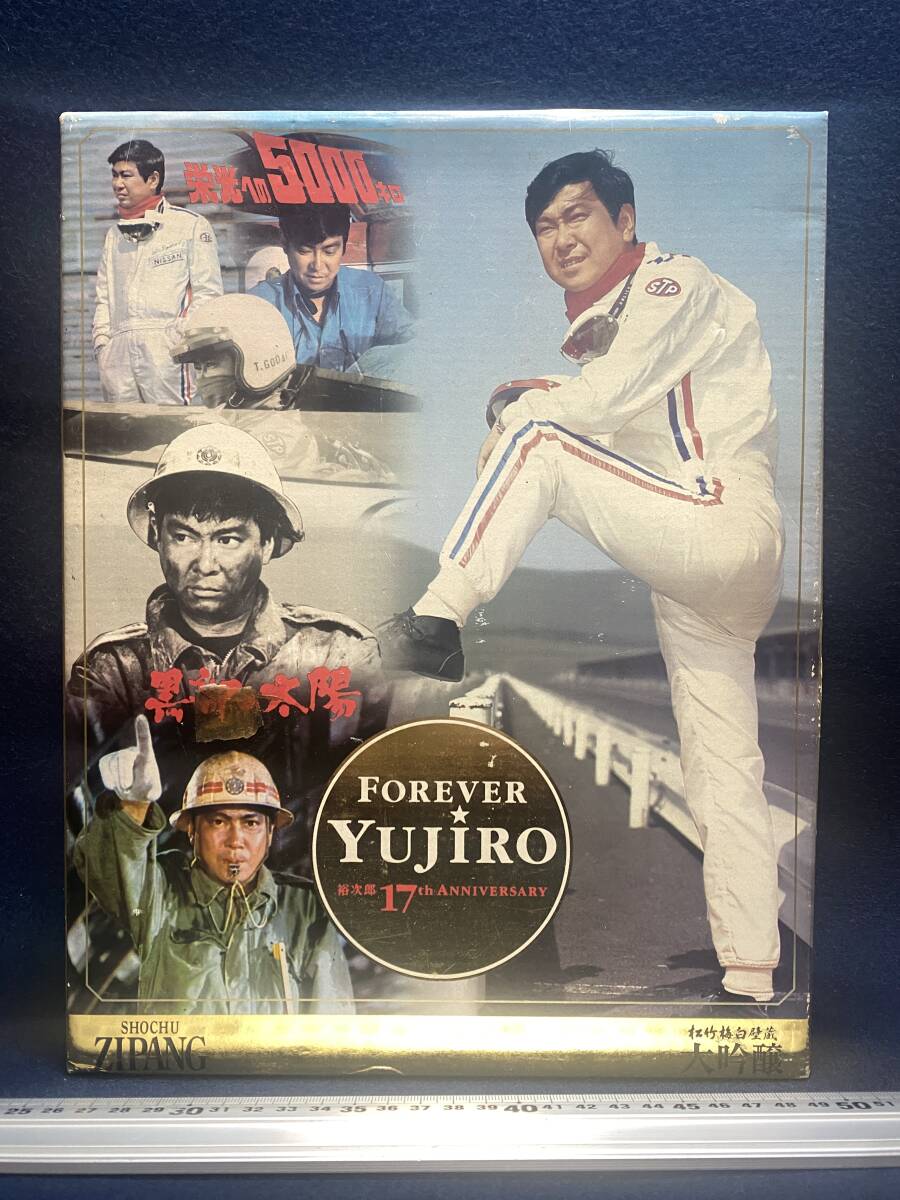 栄光への5000キロ
NISSAN
STP
T.GODAI
太陽
FOREVER
★
YUJIRO
裕次郎 17th ANNIVERSARY
SHOCHU
ZIPANG
松竹梅白壁蔵
大吟醸
25 26 27 28 29 30 31 32 33 34 35 36 37 38 39 40 41 42 43 44 45 46 47 48 49 50 51